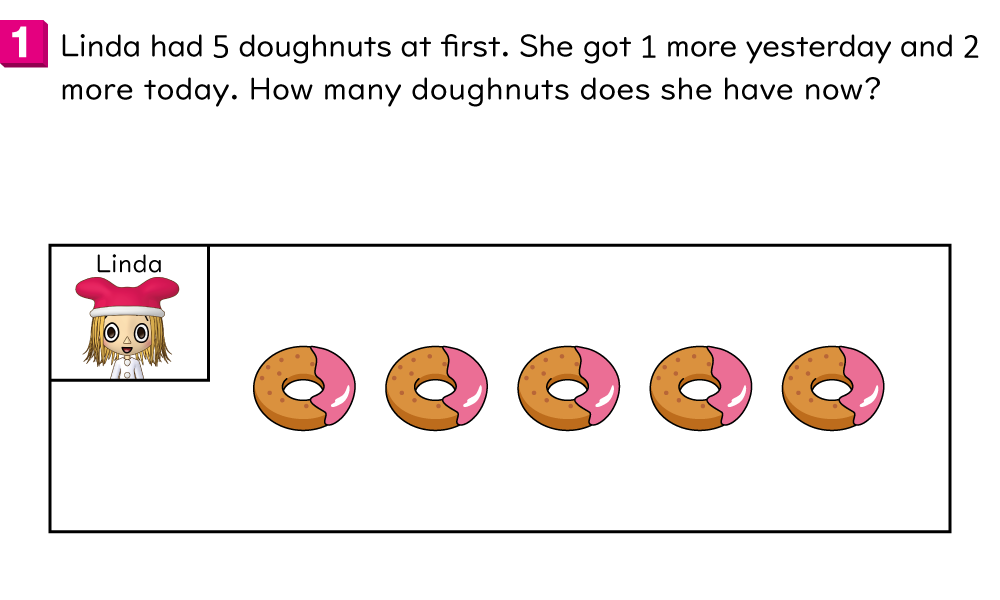 1
Linda had 5 doughnuts at first. She got 1 more yesterday and 2
more today. How many doughnuts does she have now?
Linda